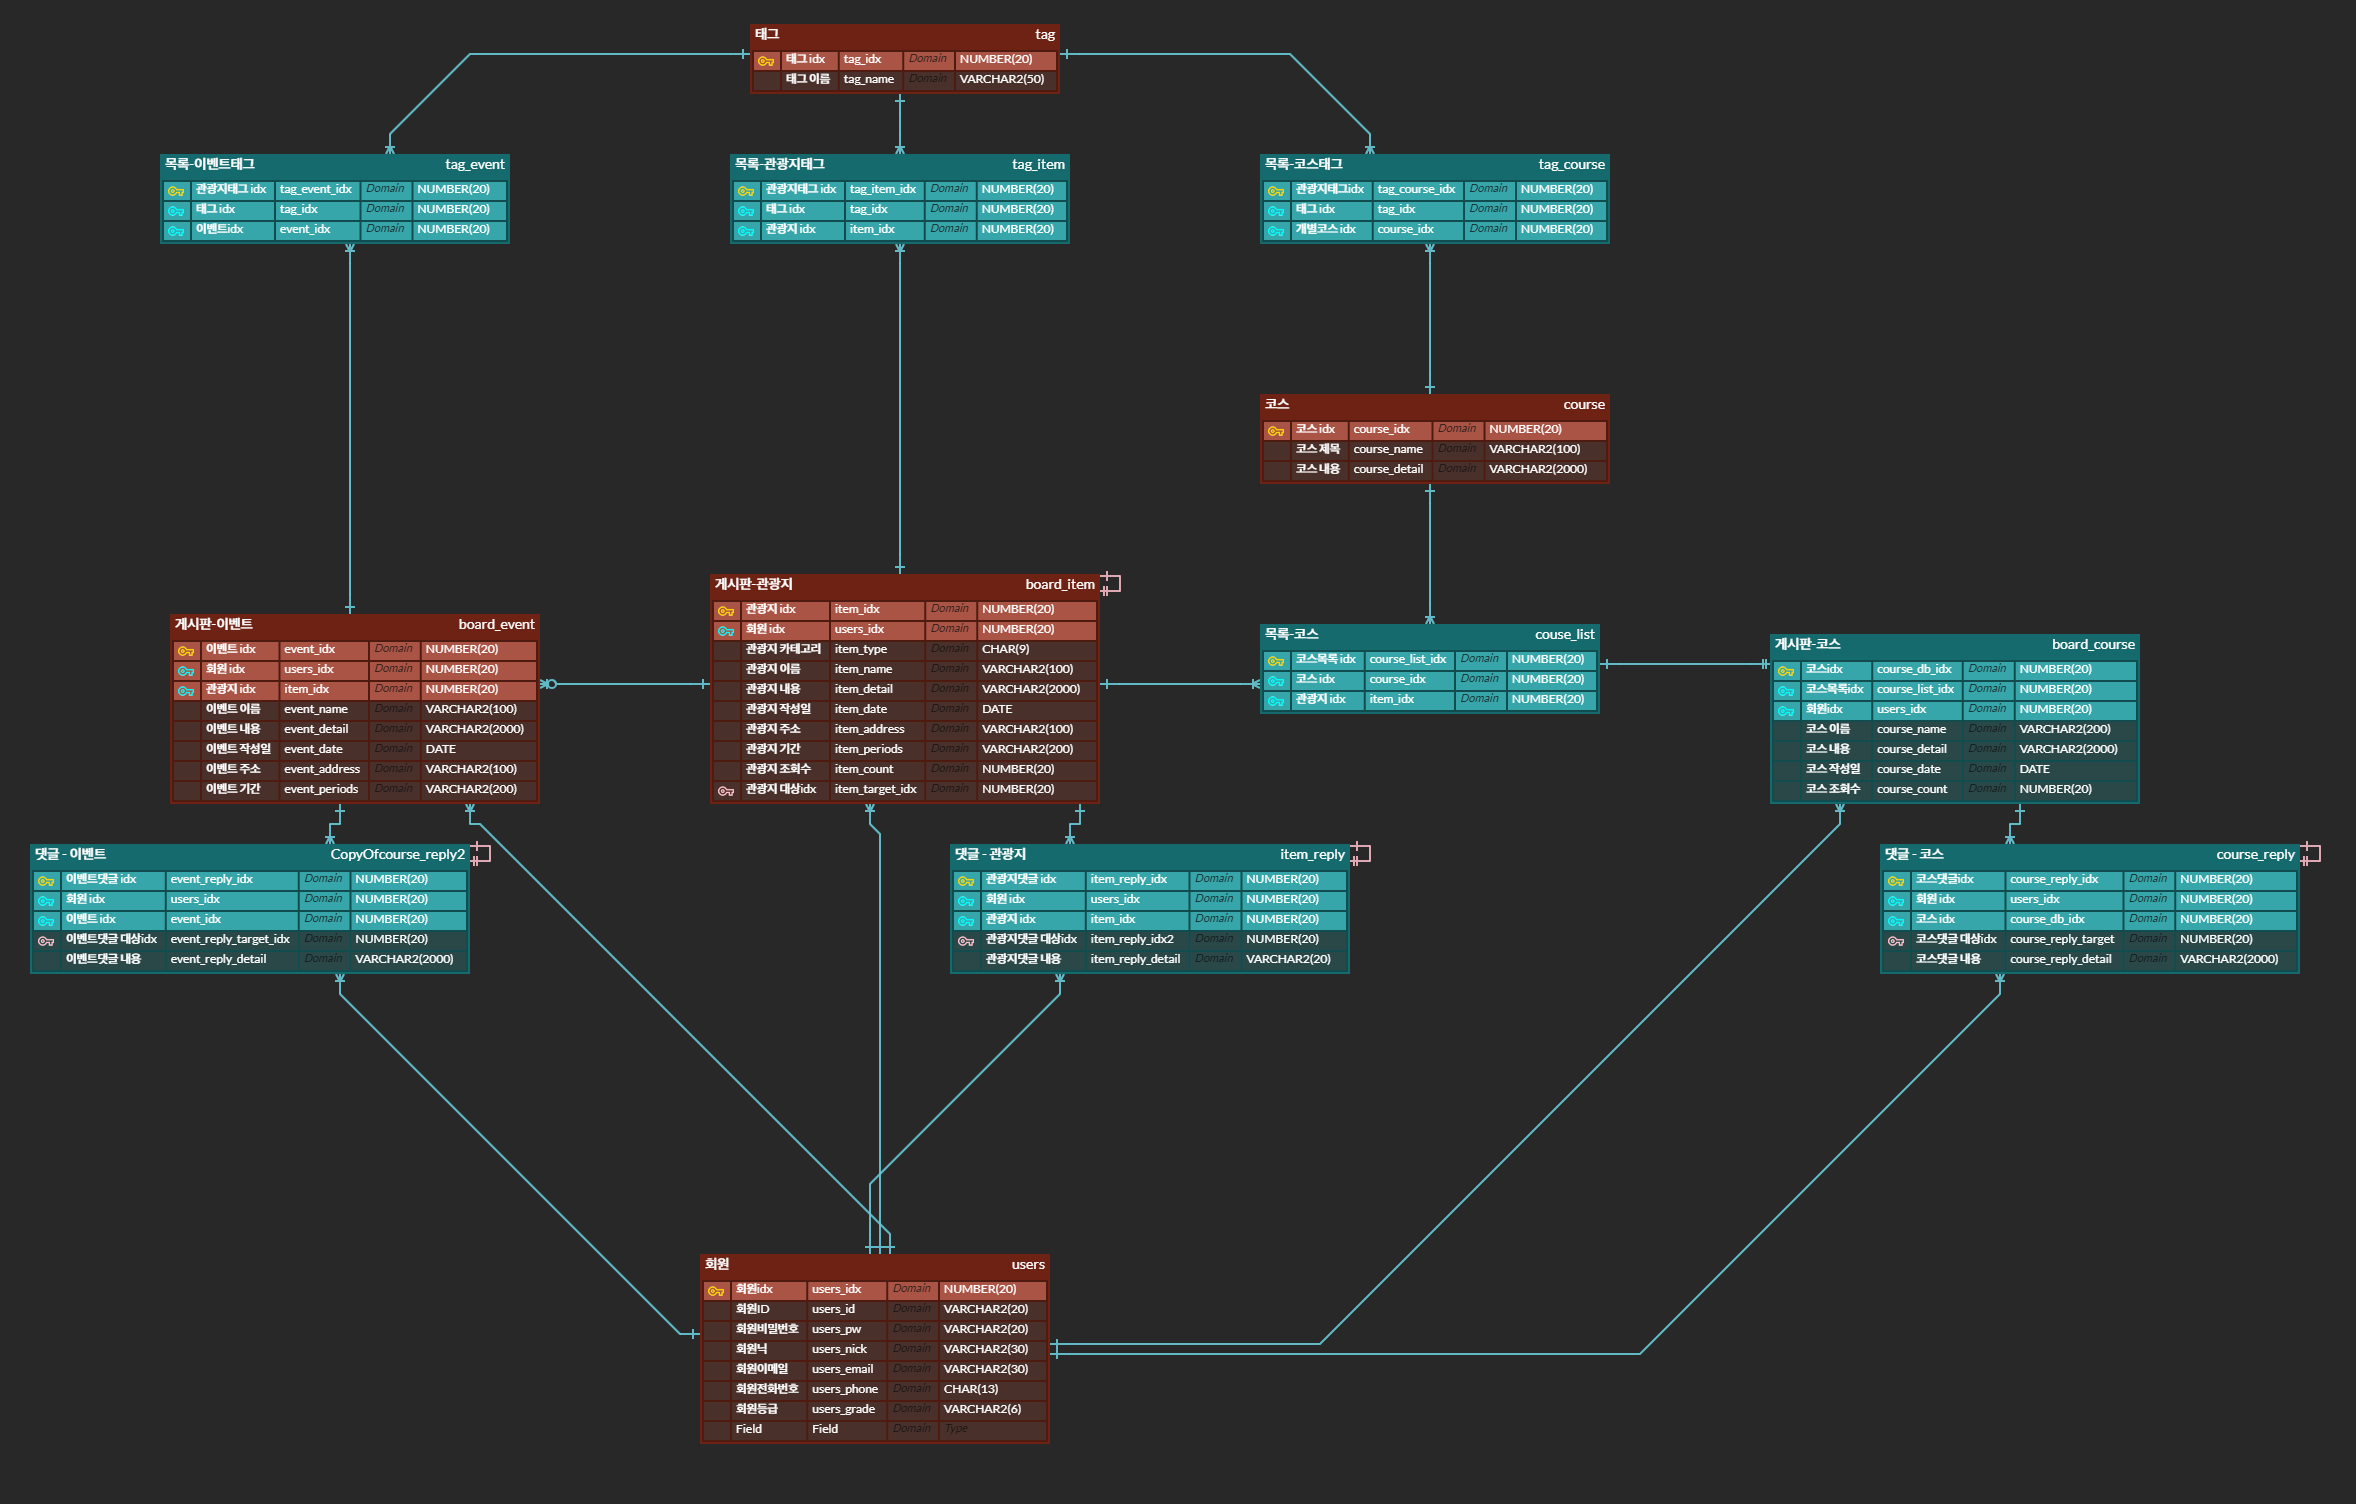 태그 tag
태그 idx tag_idx Domain NUMBER(20)
태그 이름 tag_name Domain VARCHAR2(50)
목록-이벤트태그 tag_event
관광지태그 idx tag_event_idx Domain NUMBER(20)
태그 idx tag_idx Domain NUMBER(20)
이벤트idx event_idx Domain NUMBER(20)
목록-관광지태그 tag_item
관광지태그 idx tag_item_idx Domain NUMBER(20)
태그 idx tag_idx Domain NUMBER(20)
관광지 idx item_idx Domain NUMBER(20)
목록-코스태그 tag_course
관광지태그idx tag_course_idx Domain NUMBER(20)
태그 idx tag_idx Domain NUMBER(20)
개별코스 idx course_idx Domain NUMBER(20)
코스 course
코스 idx course_idx Domain NUMBER(20)
코스 제목 course_name Domain VARCHAR2(100)
코스 내용 course_detail Domain VARCHAR2(2000)
게시판-이벤트 board_event
이벤트 idx event_idx Domain NUMBER(20)
회원 idx users_idx Domain NUMBER(20)
관광지 idx item_idx Domain NUMBER(20)
이벤트 이름 event_name Domain VARCHAR2(100)
이벤트 내용 event_detail Domain VARCHAR2(2000)
이벤트 작성일 event_date Domain DATE
이벤트 주소 event_address Domain VARCHAR2(100)
이벤트 기간 event_periods Domain VARCHAR2(200)
게시판-관광지 board_item
관광지 idx item_idx Domain NUMBER(20)
회원 idx users_idx Domain NUMBER(20)
관광지 카테고리 item_type Domain CHAR(9)
관광지 이름 item_name Domain VARCHAR2(100)
관광지 내용 item_detail Domain VARCHAR2(2000)
관광지 작성일 item_date Domain DATE
관광지 주소 item_address Domain VARCHAR2(100)
관광지 기간 item_periods Domain VARCHAR2(200)
관광지 조회수 item_count Domain NUMBER(20)
관광지 대상idx item_target_idx Domain NUMBER(20)
목록-코스 couse_list
코스목록 idx course_list_idx Domain NUMBER(20)
코스 idx course_idx Domain NUMBER(20)
관광지 idx item_idx Domain NUMBER(20)
게시판-코스 board_course
코스idx course_db_idx Domain NUMBER(20)
코스목록idx course_list_idx Domain NUMBER(20)
회원idx users_idx Domain NUMBER(20)
코스 이름 course_name Domain VARCHAR2(200)
코스 내용 course_detail Domain VARCHAR2(2000)
코스 작성일 course_date Domain DATE
코스 조회수 course_count Domain NUMBER(20)
댓글 - 이벤트 CopyOfcourse_reply2
이벤트댓글 idx event_reply_idx Domain NUMBER(20)
회원 idx users_idx Domain NUMBER(20)
이벤트 idx event_idx Domain NUMBER(20)
이벤트댓글 대상idx event_reply_target_idx Domain NUMBER(20)
이벤트댓글 내용 event_reply_detail Domain VARCHAR2(2000)
댓글 - 관광지 item_reply
관광지댓글 idx item_reply_idx Domain NUMBER(20)
회원 idx users_idx Domain NUMBER(20)
관광지 idx item_idx Domain NUMBER(20)
관광지댓글 대상idx item_reply_idx2 Domain NUMBER(20)
관광지댓글 내용 item_reply_detail Domain VARCHAR2(20)
댓글 - 코스 course_reply
코스댓글idx course_reply_idx Domain NUMBER(20)
회원 idx users_idx Domain NUMBER(20)
코스 idx course_db_idx Domain NUMBER(20)
코스댓글 대상idx course_reply_target Domain NUMBER(20)
코스댓글 내용 course_reply_detail Domain VARCHAR2(2000)
회원 users
회원idx users_idx Domain NUMBER(20)
회원ID users_id Domain VARCHAR2(20)
회원비밀번호 users_pw Domain VARCHAR2(20)
회원닉 users_nick Domain VARCHAR2(30)
회원이메일 users_email Domain VARCHAR2(30)
회원전화번호 users_phone Domain CHAR(13)
회원등급 users_grade Domain VARCHAR2(6)
Field Field Domain Type